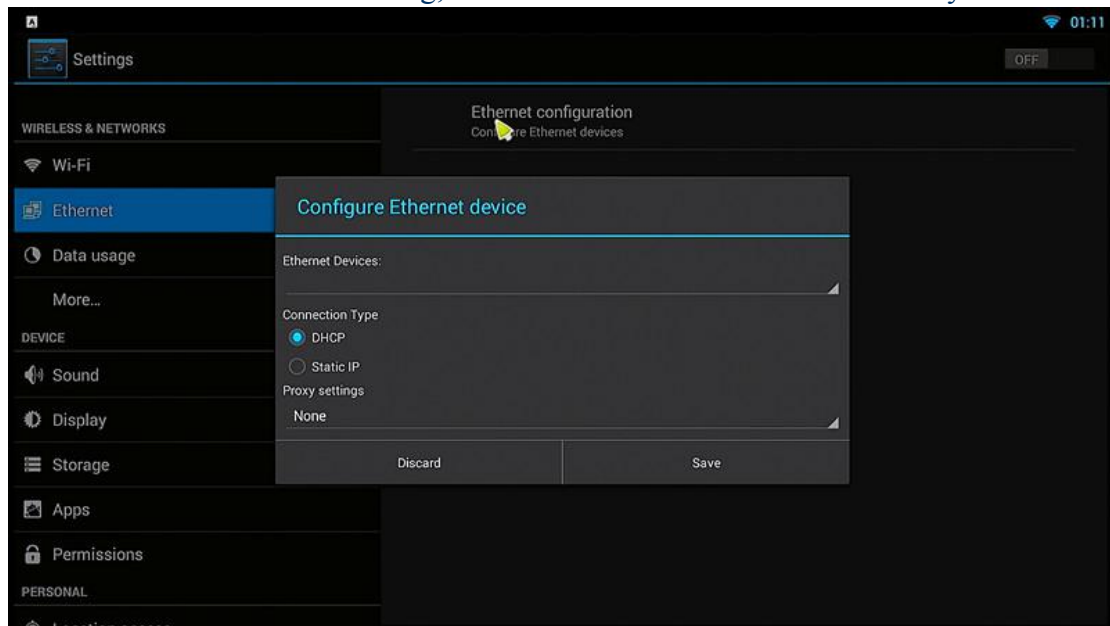 01:11
Settings
OFF
WIRELESS & NETWORKS
Wi-Fi
Ethernet
Data usage
More...
DEVICE
Sound
Display
Storage
Apps
Permissions
PERSONAL
Ethernet configuration
Ethernet devices
Configure Ethernet device
Ethernet Devices:
Connection Type
DHCP
Static IP
Proxy settings
None
Discard
Save